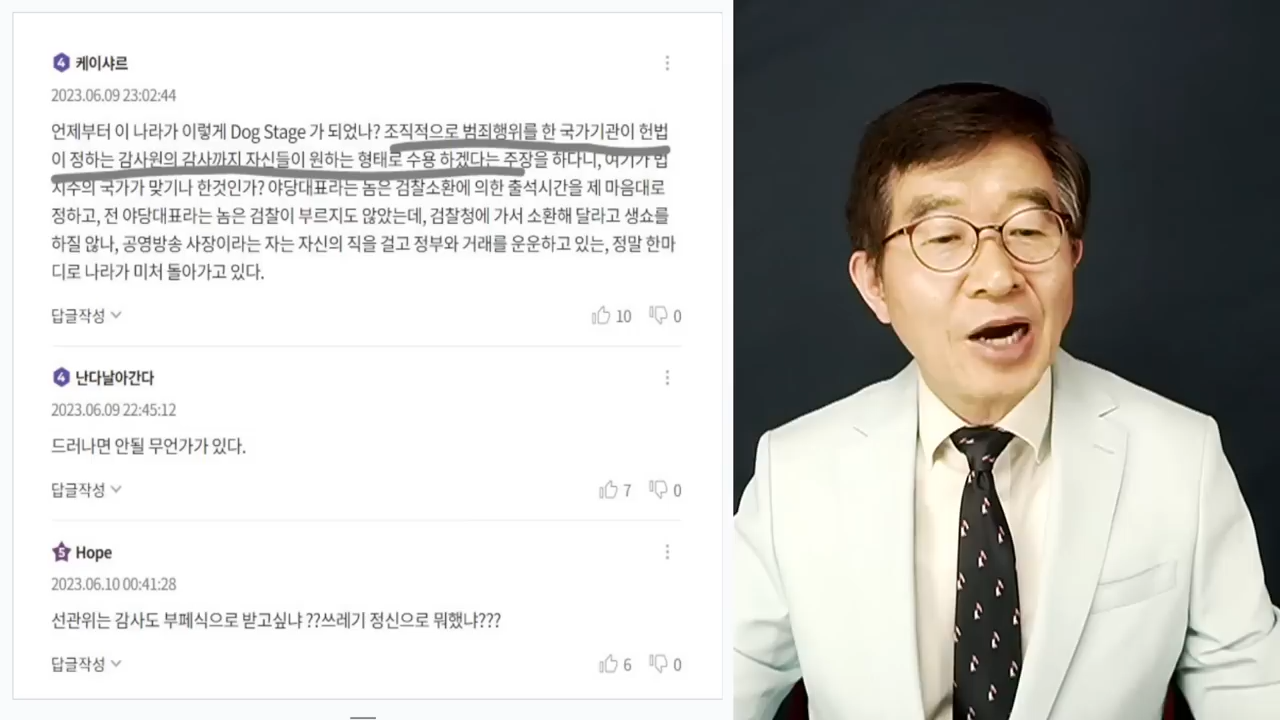 4 케이샤르
2023.06.09 23:02:44
언제부터 이 나라가 이렇게 Dog Stage 가 되었나? 조직적으로 범죄행위를 한 국가기관이 헌법
이 정하는 감사원의 감사까지 자신들이 원하는 형태로 수용 하겠다는 주장을 하다니, 여기가 법
치주의 국가가 맞기나 한것인가? 야당대표라는 놈은 검찰소환에 의한 출석시간을 제 마음대로
정하고, 전 야당대표라는 놈은 검찰이 부르지도 않았는데, 검찰청에 가서 소환해 달라고 생쇼를
하질 않나, 공영방송 사장이라는 자는 자신의 직을 걸고 정부와 거래를 운운하고 있는, 정말 한마
디로 나라가 미처 돌아가고 있다.
답글작성 10 0
4 난다날아간다
2023.06.09 22:45:12
드러나면 안될 무언가가 있다.
답글작성 7 0
5 Hope
2023.06.10 00:41:28
선관위는 감사도 부페식으로 받고싶냐 ??쓰레기 정신으로 뭐했냐???
답글작성 6 0